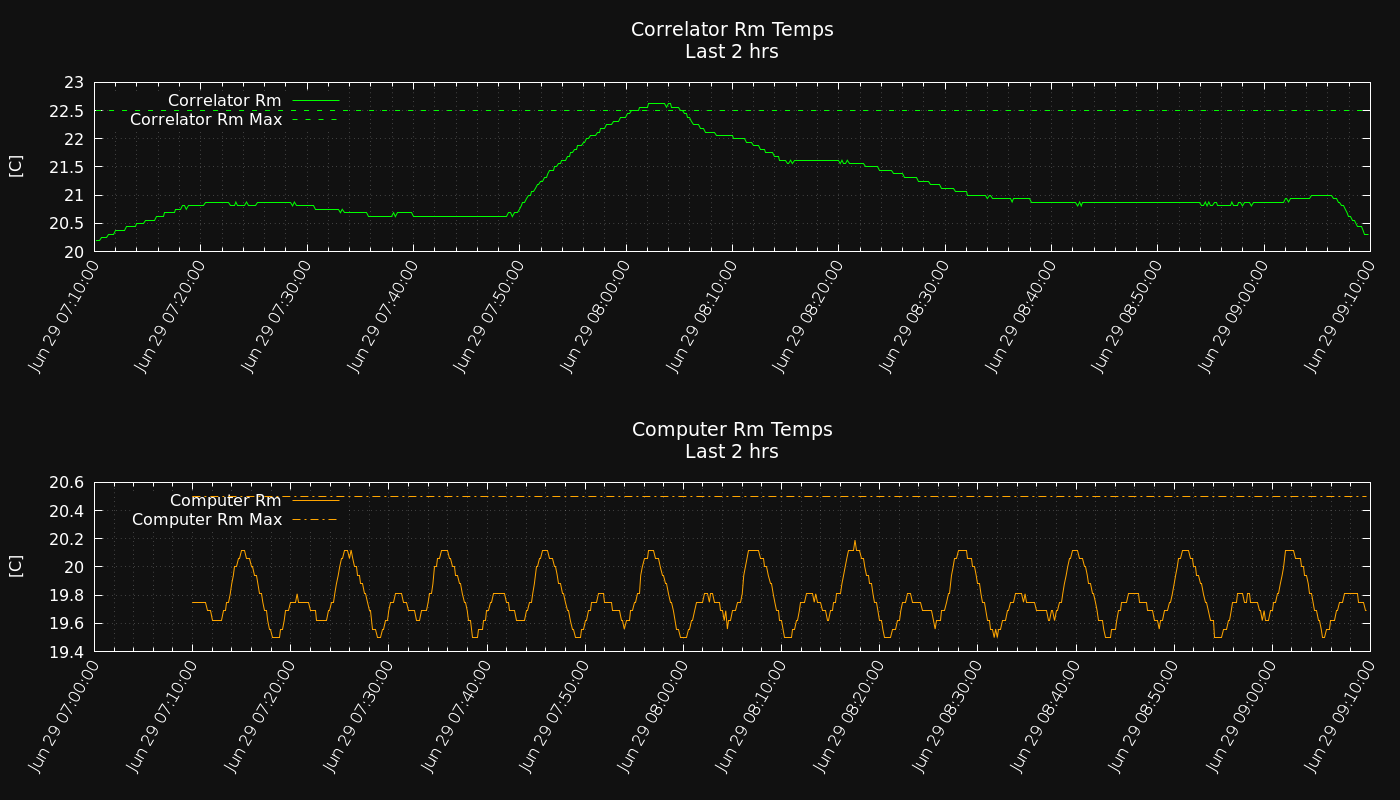 Correlator Rm Temps
Last 2 hrs
23
22.5
22
21.5
21
20.5
20
[C]
Correlator Rm
Correlator Rm Max
Jun 29 07:10:00
Jun 29 07:20:00
Jun 29 07:30:00
Jun 29 07:40:00
Jun 29 07:50:00
Jun 29 08:00:00
Jun 29 08:10:00
Jun 29 08:20:00
Jun 29 08:30:00
Jun 29 08:40:00
Jun 29 08:50:00
Jun 29 09:00:00
Jun 29 09:10:00
Computer Rm Temps
Last 2 hrs
20.6
20.4
20.2
20
19.8
19.6
19.4
[C]
Computer Rm
Computer Rm Max
Jun 29 07:00:00
Jun 29 07:10:00
Jun 29 07:20:00
Jun 29 07:30:00
Jun 29 07:40:00
Jun 29 07:50:00
Jun 29 08:00:00
Jun 29 08:10:00
Jun 29 08:20:00
Jun 29 08:30:00
Jun 29 08:40:00
Jun 29 08:50:00
Jun 29 09:00:00
Jun 29 09:10:00